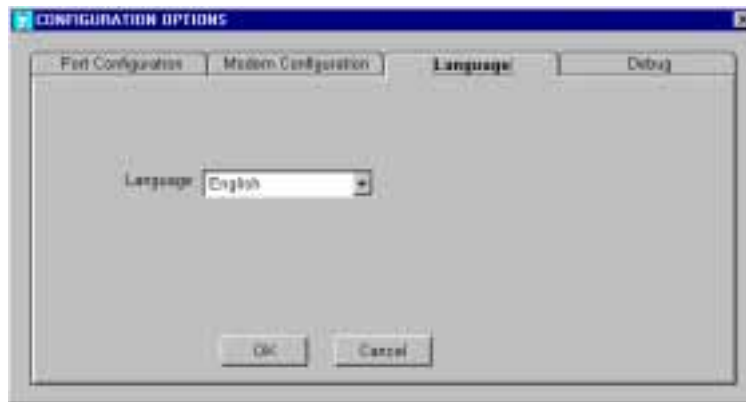 CONFIGURATION OPTIONS
Port Configuration
Modem Configuration
Language
Debug
Language
English
OK
Cancel